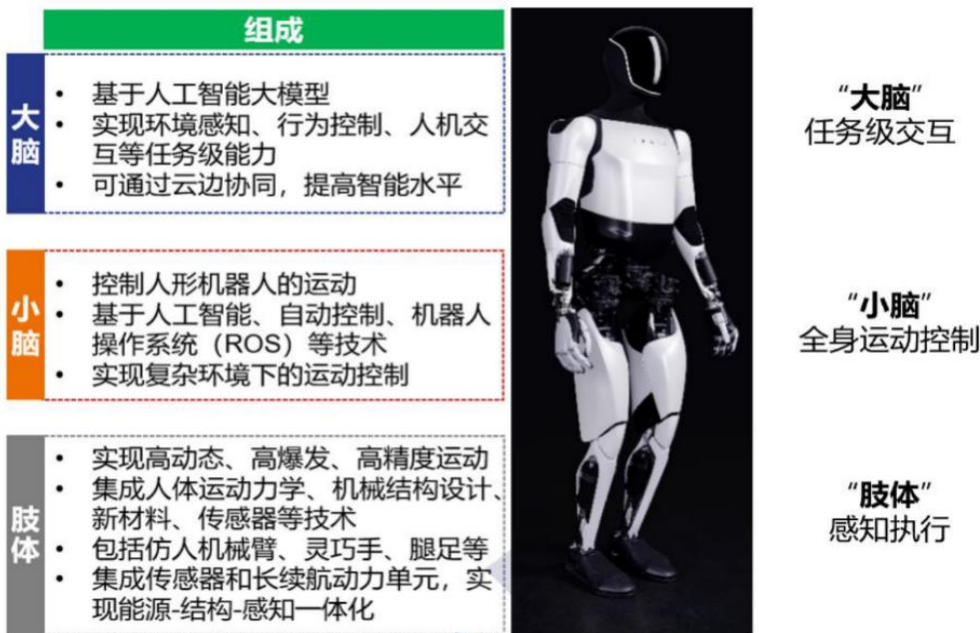 组成
大脑
• 基于人工智能大模型
• 实现环境感知、行为控制、人机交
互等任务级能力
• 可通过云边协同，提高智能水平
小脑
• 控制人形机器人的运动
• 基于人工智能、自动控制、机器人
操作系统（ROS）等技术
• 实现复杂环境下的运动控制
肢体
• 实现高动态、高爆发、高精度运动
• 集成人体运动力学、机械结构设计、
新材料、传感器等技术
• 包括仿人机械臂、灵巧手、腿足等
• 集成传感器和长续航动力单元，实
现能源-结构-感知一体化
“大脑”
任务级交互
“小脑”
全身运动控制
“肢体”
感知执行